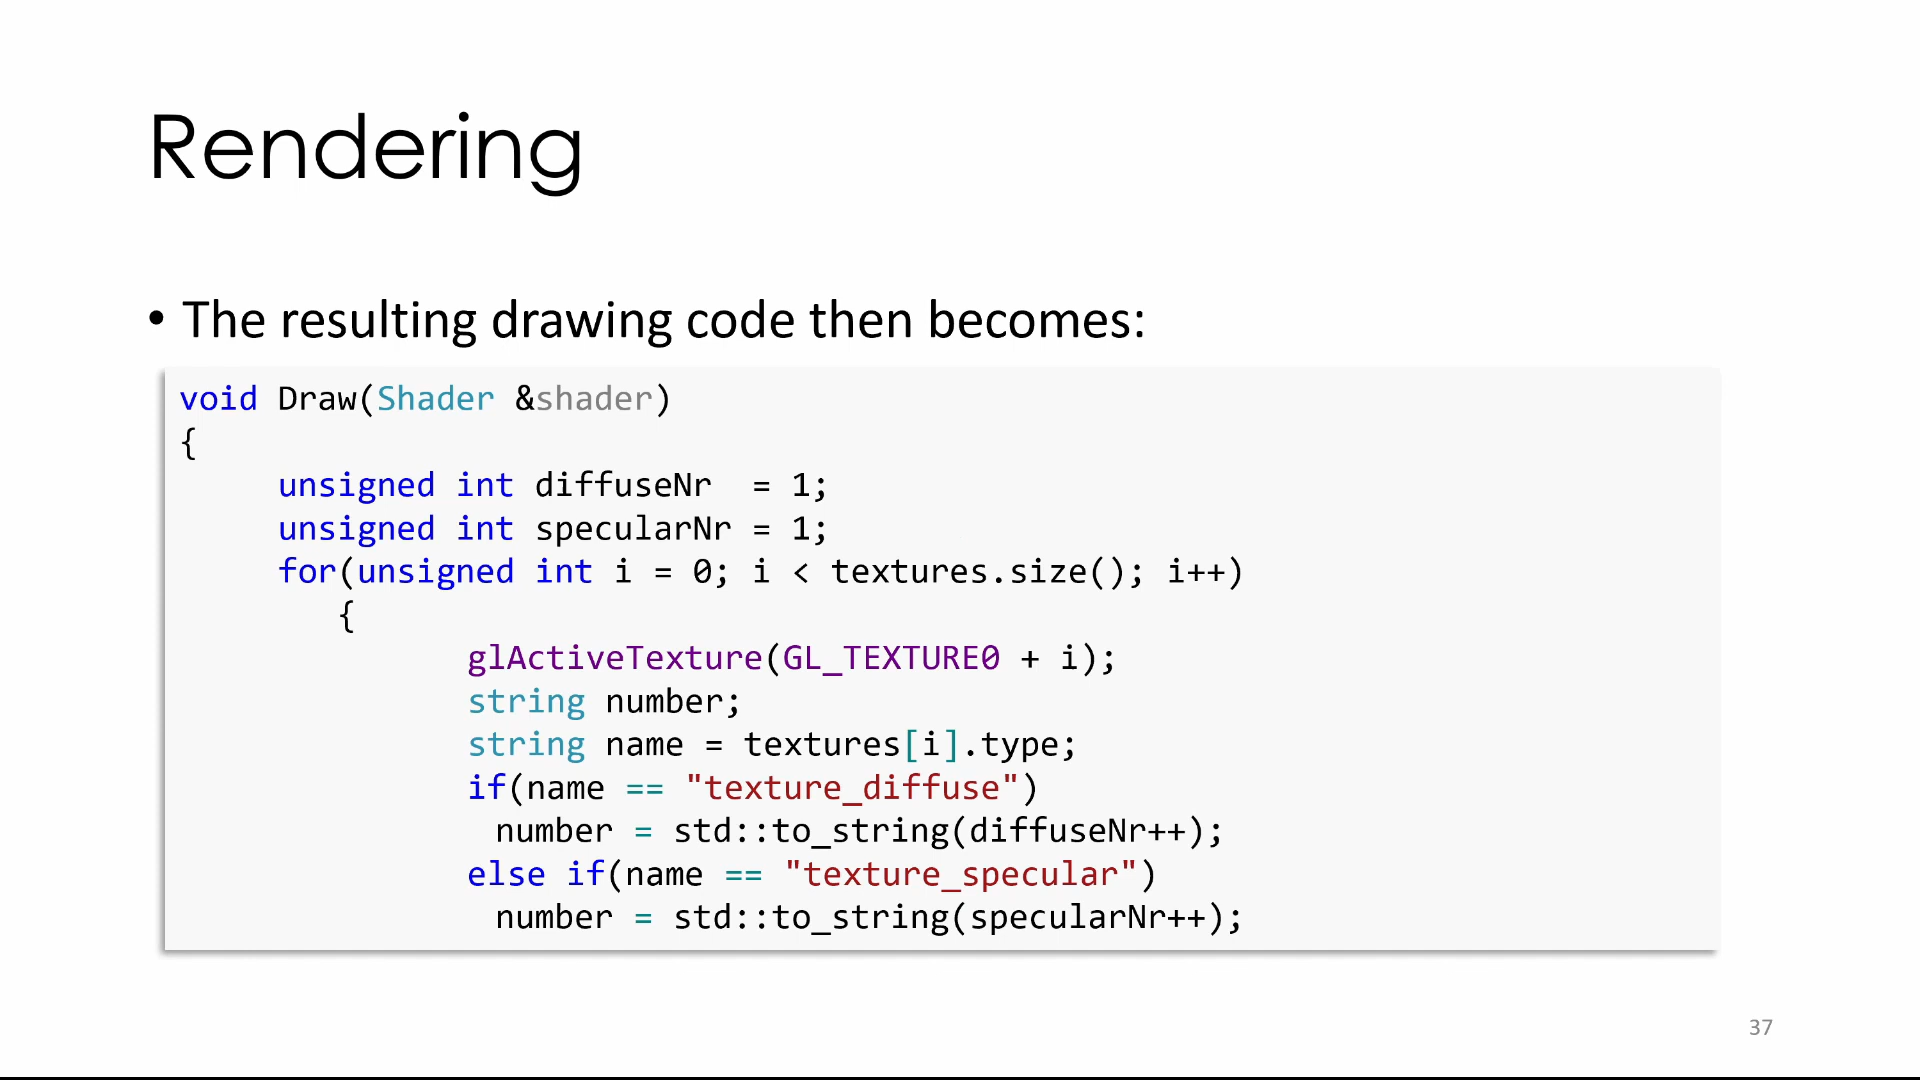 Rendering
• The resulting drawing code then becomes:
void Draw(Shader &shader)
{
unsigned int diffuseNr  = 1;
unsigned int specularNr = 1;
for(unsigned int i = 0; i < textures.size(); i++)
{
glActiveTexture(GL_TEXTURE0 + i);
string number;
string name = textures[i].type;
if(name == "texture_diffuse")
number = std::to_string(diffuseNr++);
else if(name == "texture_specular")
number = std::to_string(specularNr++);
37